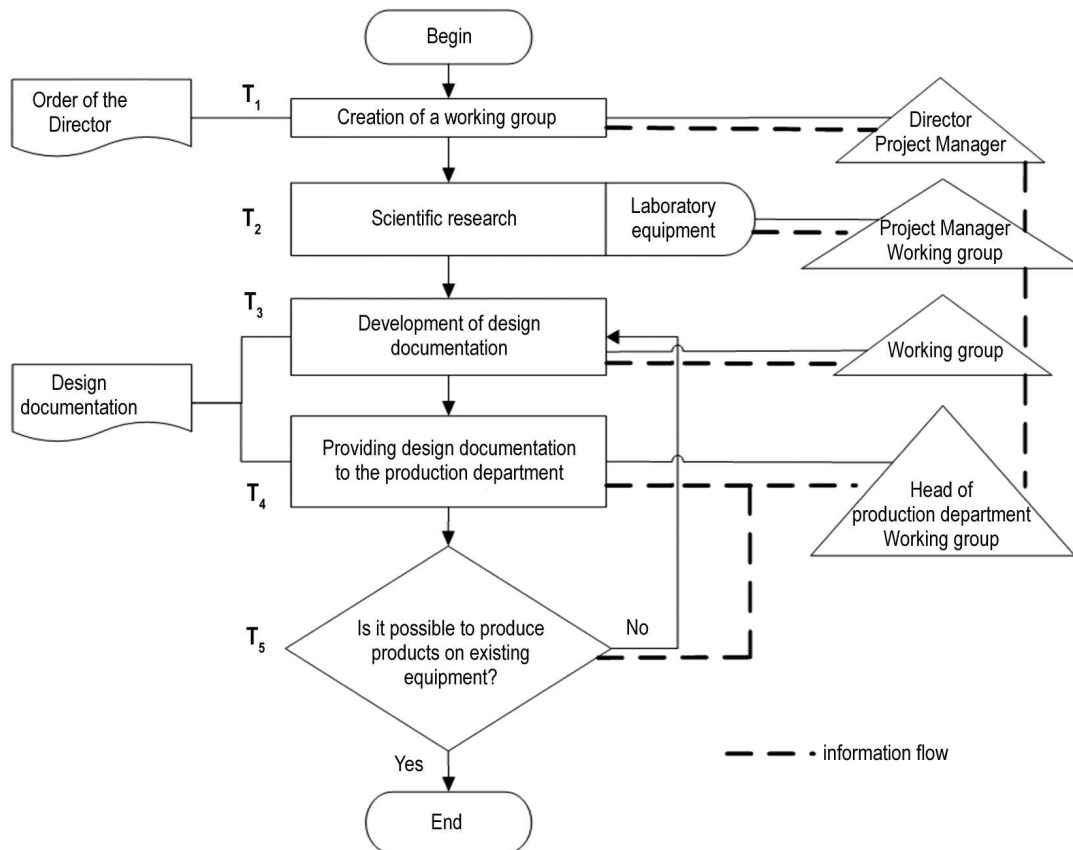 Begin
Order of the
Director
T1
Creation of a working group
Director
Project Manager
T2
Scientific research
Laboratory
equipment
Project Manager
Working group
T3
Development of design
documentation
Working group
Design
documentation
Providing design documentation
to the production department
T4
Head of
production department
Working group
T5
Is it possible to produce
products on existing
equipment?
No
Yes
information flow
End